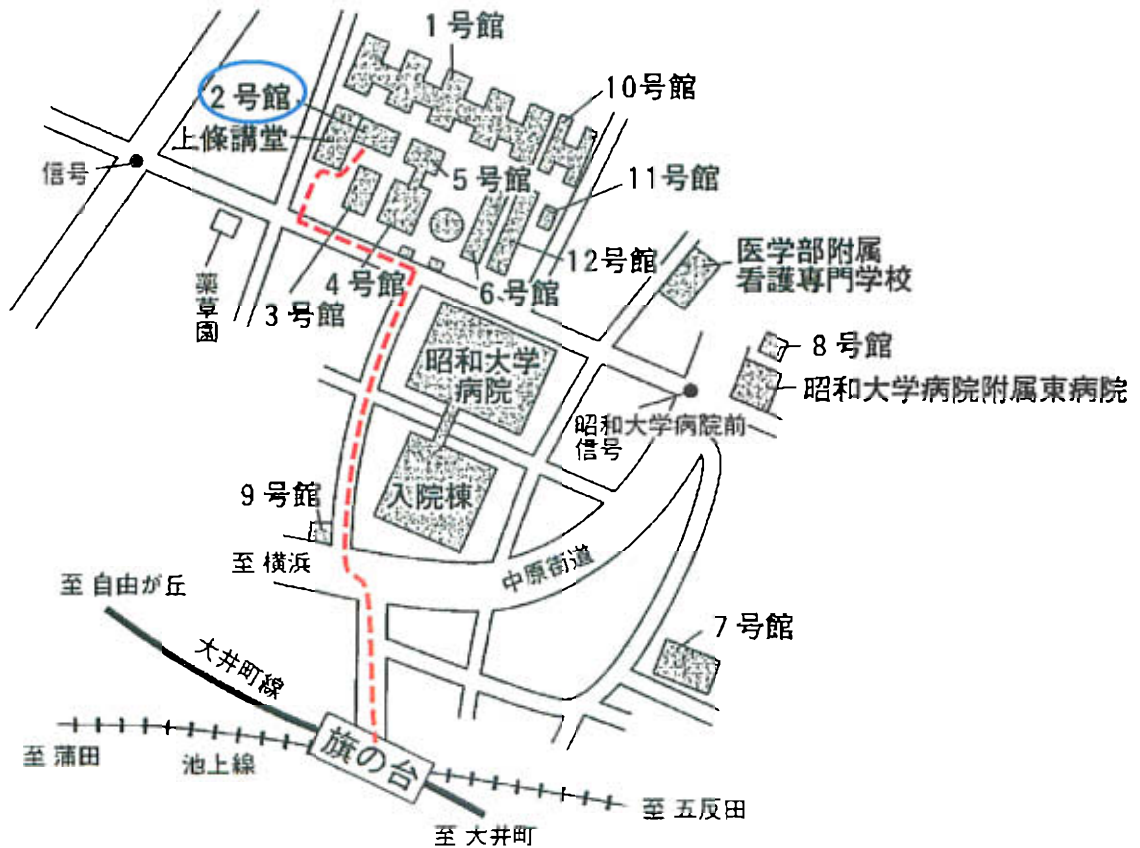 1号館
10号館
2号館
上條講堂
信号
5号館
11号館
薬草園
4号館
3号館
6号館
12号館
医学部附属
看護専門学校
昭和大学
病院
8号館
昭和大学病院附属東病院
昭和大学病院前
信号
入院棟
9号館
至 横浜
中原街道
至 自由が丘
7号館
大井町線
旗の台
至 蒲田
池上線
至 五反田
至 大井町